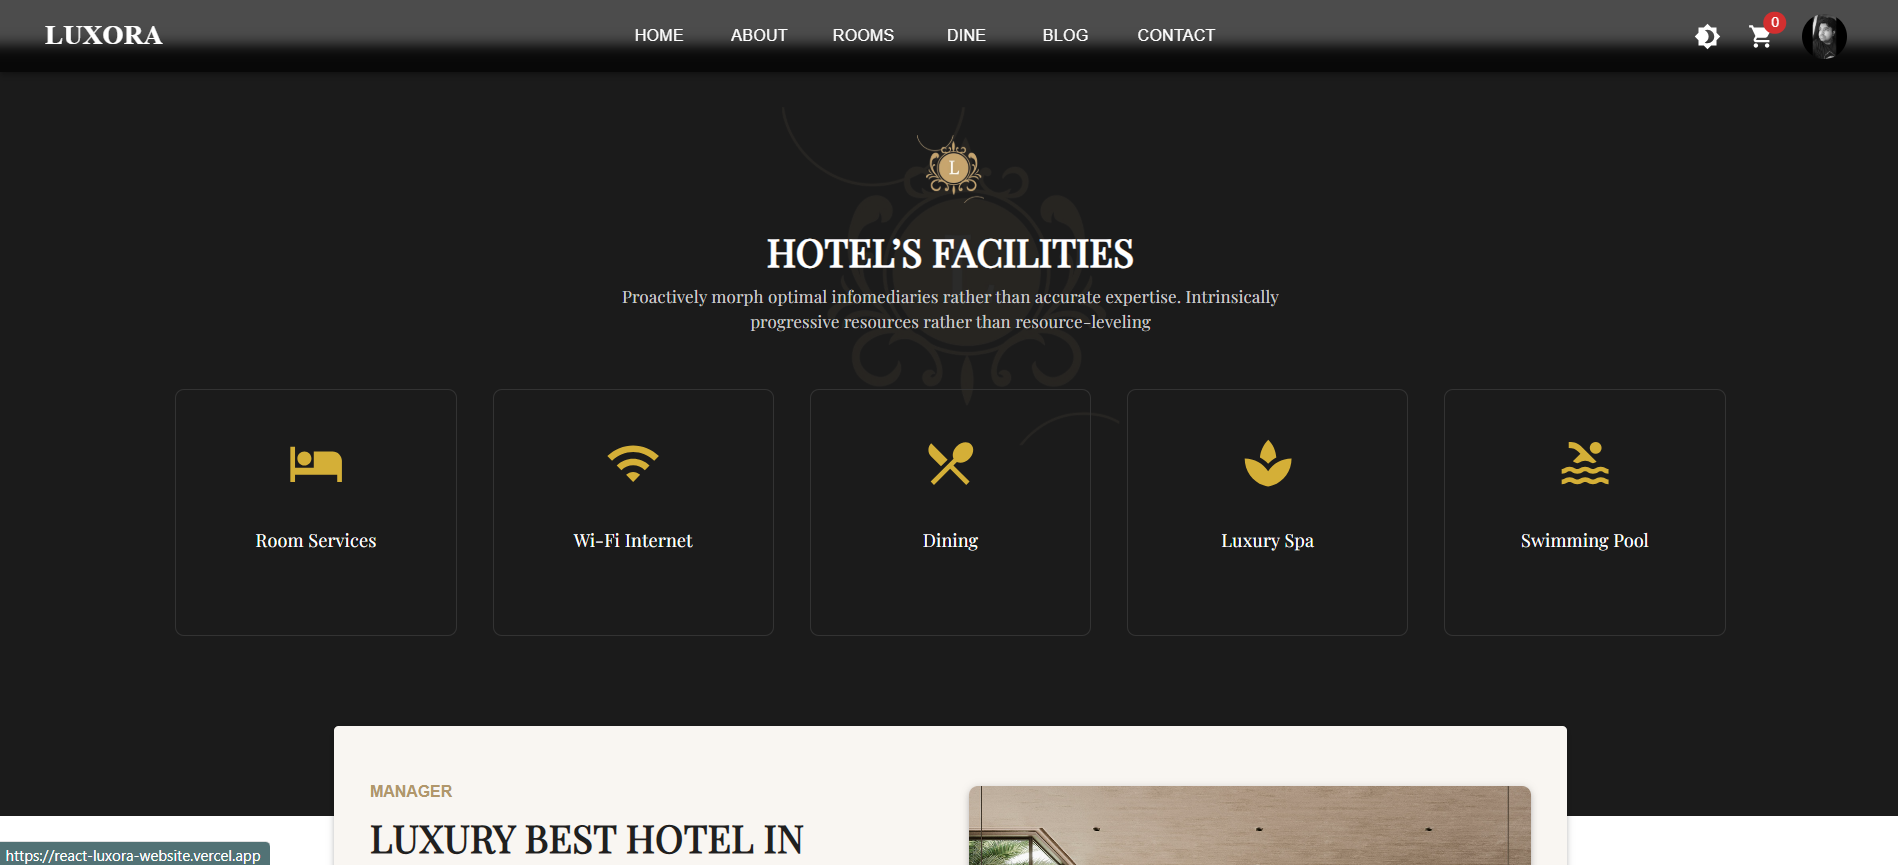 LUXORA
HOME ABOUT ROOMS DINE BLOG CONTACT
0
L
HOTEL’S FACILITIES
Proactively morph optimal infomediaries rather than accurate expertise. Intrinsically
progressive resources rather than resource-leveling
Room Services
Wi-Fi Internet
Dining
Luxury Spa
Swimming Pool
MANAGER
LUXURY BEST HOTEL IN
https://react-luxora-website.vercel.app